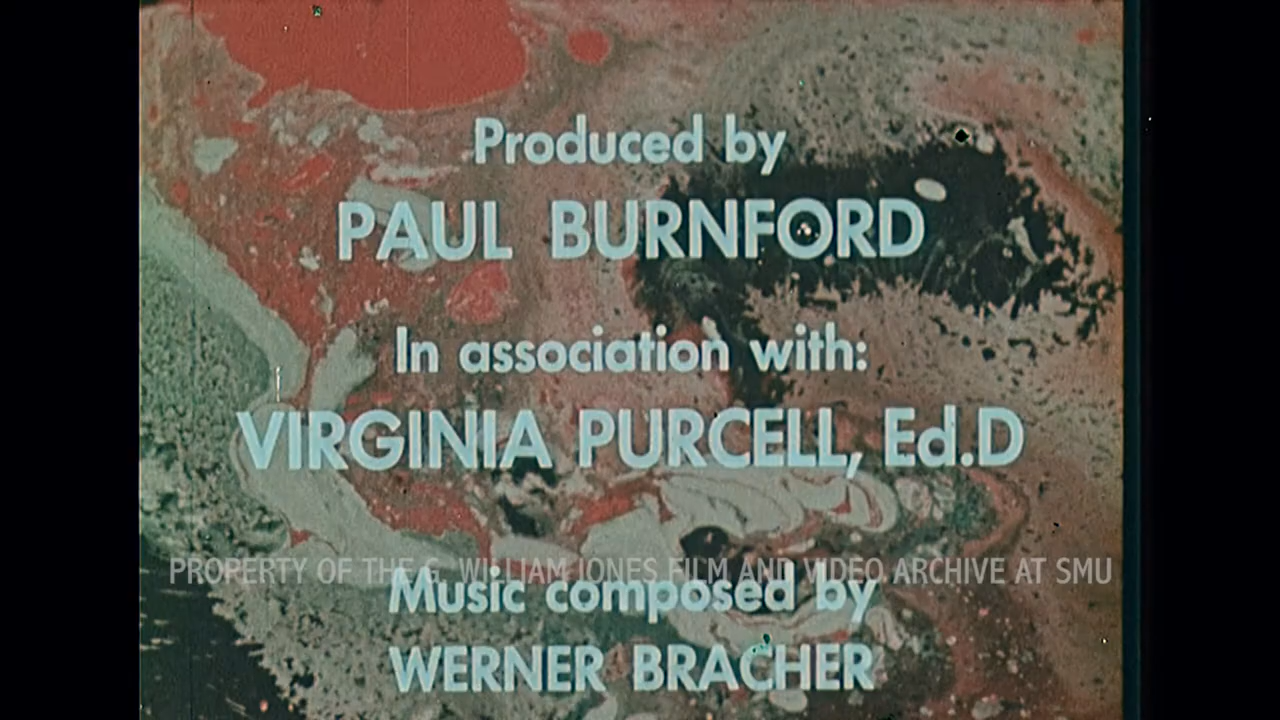 Produced by
PAUL BURNFORD
In association with:
VIRGINIA PURCELL, Ed.D
PROPERTY OF THE G. WILLIAM JONES FILM AND VIDEO ARCHIVE AT SMU
Music composed by
WERNER BRACHER